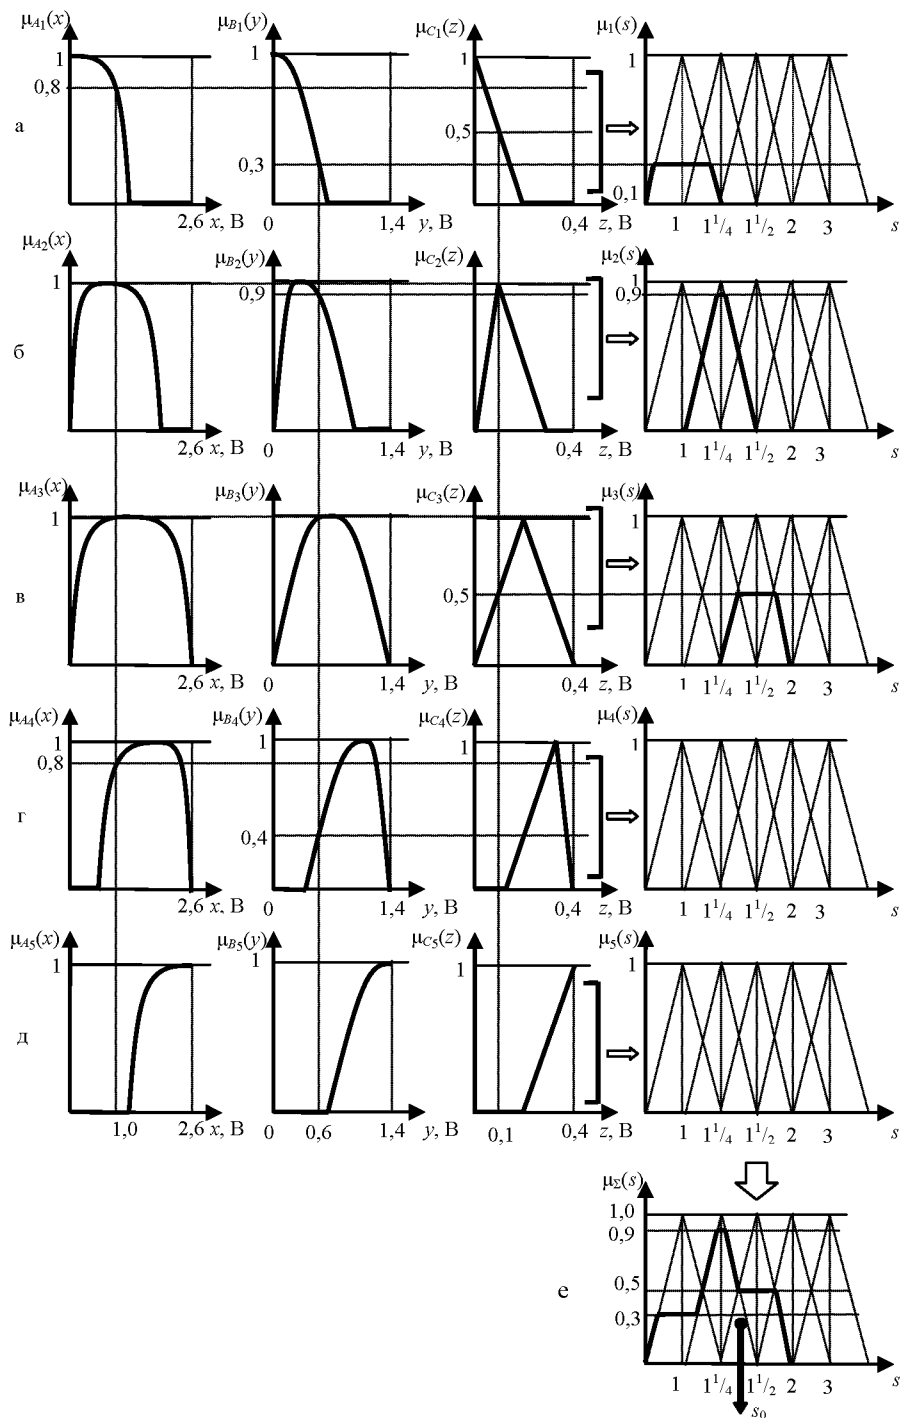 μA₁(x) μB₁(y) μC₁(z) μ₁(s)
1 1 1 1
0,8
а 0,5
0,3 0,1
2,6 x, В 0 1,4 y, В 0,4 z, В 1 1¹/₄ 1¹/₂ 2 3 s
μA₂(x) μB₂(y) μC₂(z) μ₂(s)
1 0,9 1 0,9
б
2,6 x, В 0 1,4 y, В 0,4 z, В 1 1¹/₄ 1¹/₂ 2 3 s
μA₃(x) μB₃(y) μC₃(z) μ₃(s)
1 1
в 0,5
2,6 x, В 0 1,4 y, В 0,4 z, В 1 1¹/₄ 1¹/₂ 2 3 s
μA₄(x) μB₄(y) μC₄(z) μ₄(s)
1 1 1 1
0,8
г 0,4
2,6 x, В 0 1,4 y, В 0,4 z, В 1 1¹/₄ 1¹/₂ 2 3 s
μA₅(x) μB₅(y) μC₅(z) μ₅(s)
1 1 1 1
д
1,0 2,6 x, В 0 0,6 1,4 y, В 0,1 0,4 z, В 1 1¹/₄ 1¹/₂ 2 3 s
μΣ(s)
1,0
0,9
0,5
е
0,3
1 1¹/₄ 1¹/₂ 2 3 s
s₀